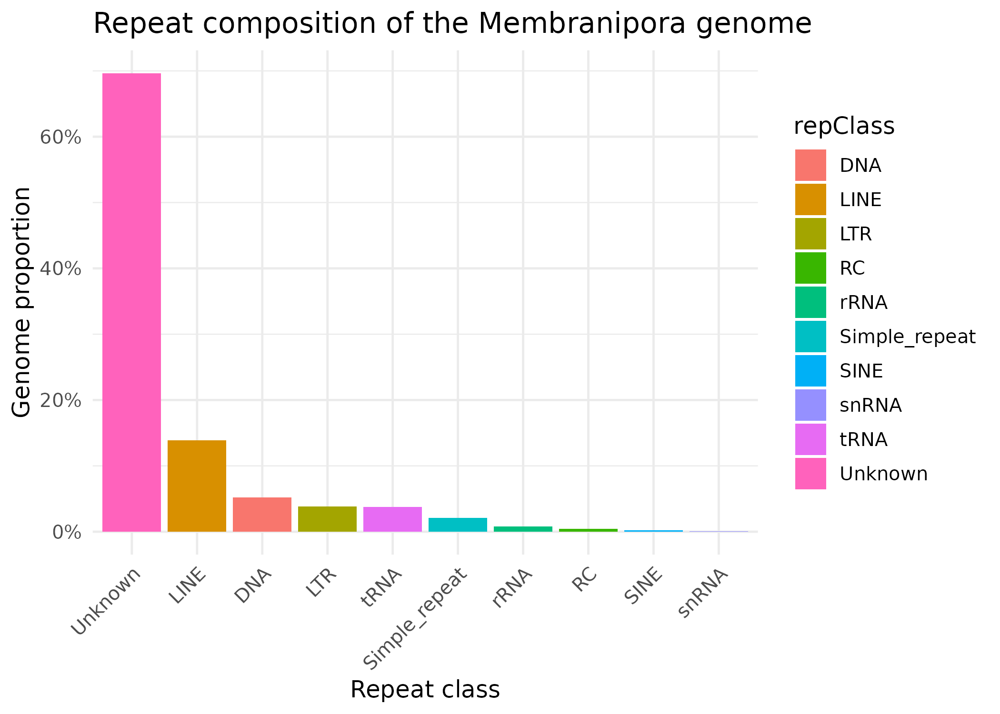 Repeat composition of the Membranipora genome
Genome proportion
60%
40%
20%
0%
Unknown
LINE
DNA
LTR
tRNA
Simple_repeat
rRNA
RC
SINE
snRNA
Repeat class
repClass
DNA
LINE
LTR
RC
rRNA
Simple_repeat
SINE
snRNA
tRNA
Unknown